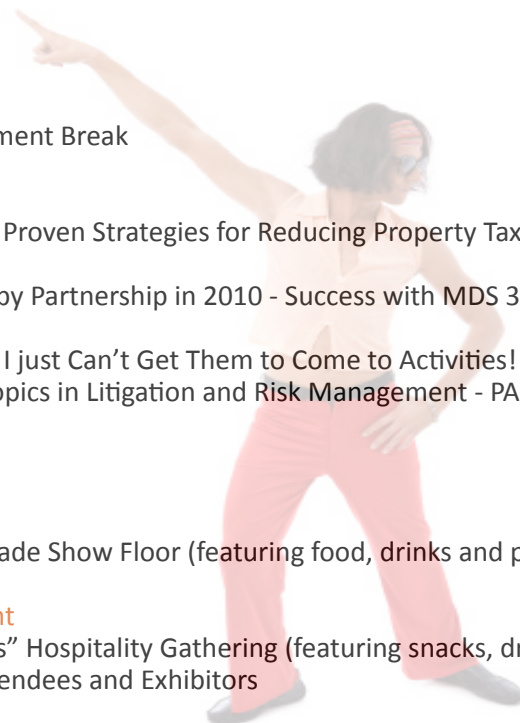 ment Break
Proven Strategies for Reducing Property Tax
by Partnership in 2010 - Success with MDS 3
I just Can't Get Them to Come to Activities!
opics in Litigation and Risk Management - PA
ade Show Floor (featuring food, drinks and p
nt
s" Hospitality Gathering (featuring snacks, dr
endees and Exhibitors